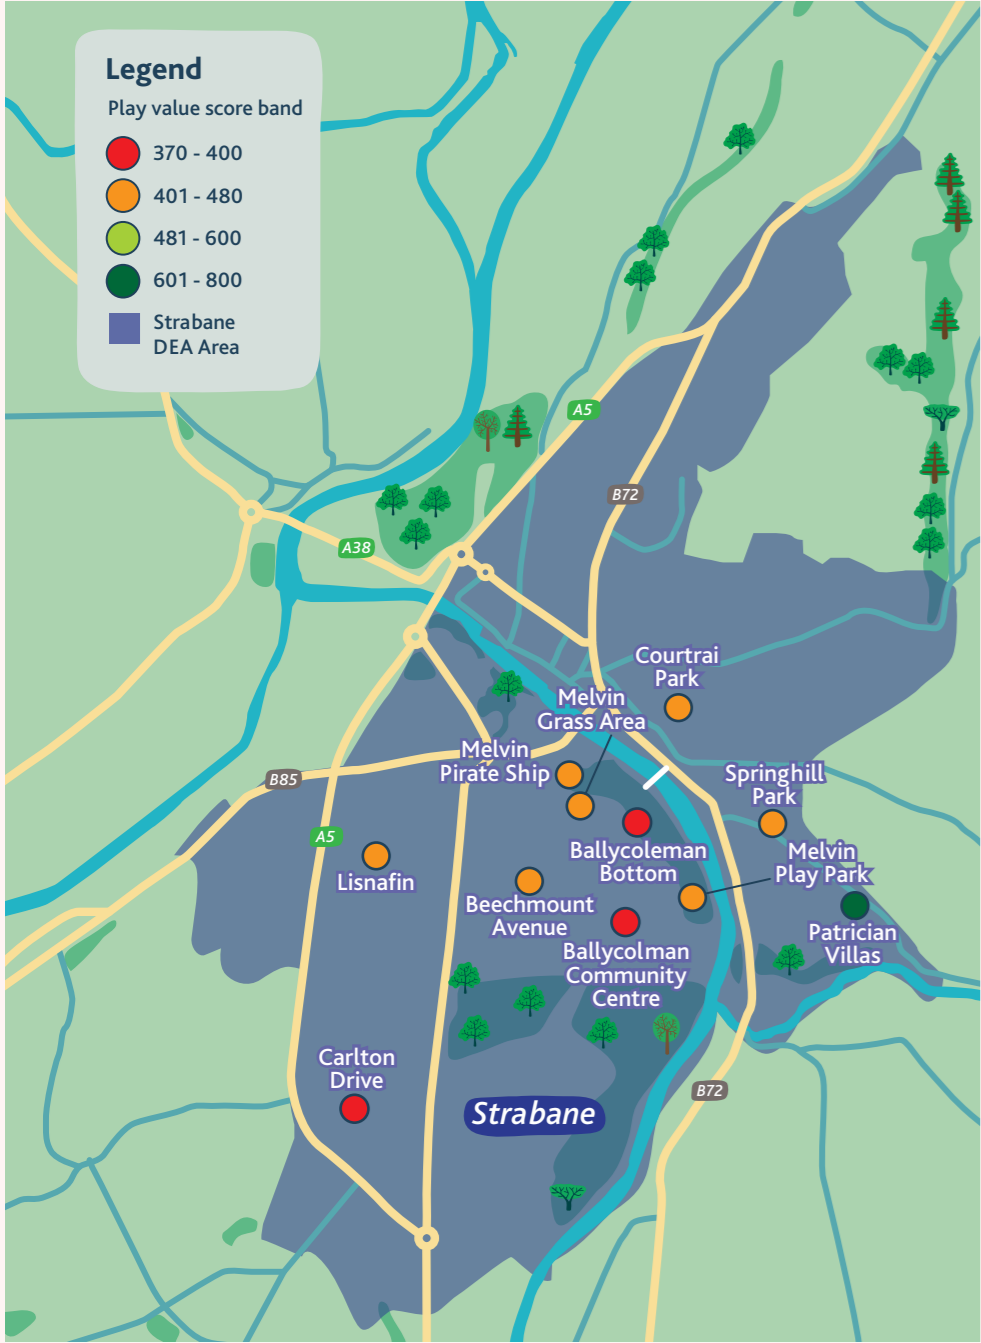 Legend
Play value score band
370 - 400
401 - 480
481 - 600
601 - 800
Strabane
DEA Area
A5
B72
A38
Courtrai
Park
Melvin
Grass Area
Melvin
Pirate Ship
Springhill
Park
B85
A5
Lisnafin
Ballycoleman
Bottom
Melvin
Play Park
Beechmount
Avenue
Patrician
Villas
Ballycolman
Community
Centre
Carlton
Drive
B72
Strabane